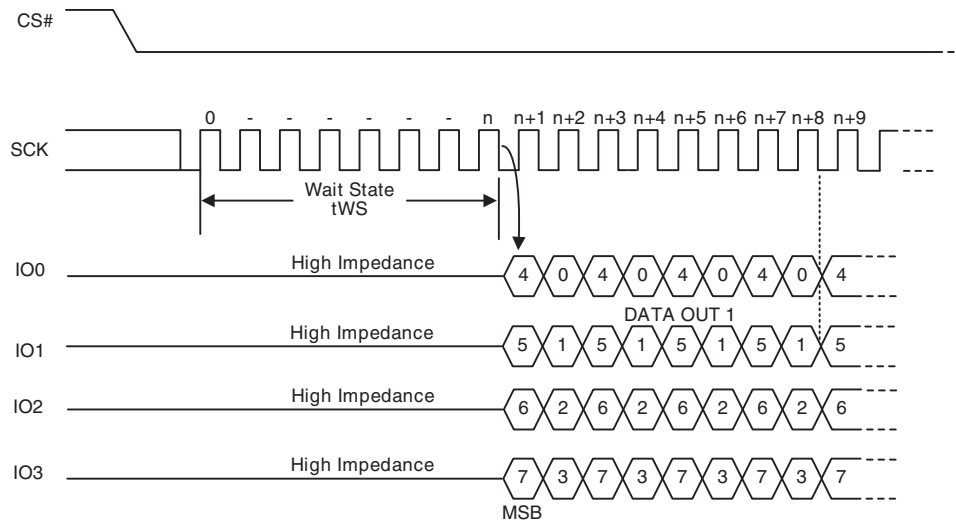 CS#
0 - - - - - - n n+1 n+2 n+3 n+4 n+5 n+6 n+7 n+8 n+9
SCK
Wait State
tWS
IO0 High Impedance 4 0 4 0 4 0 4 0 4
DATA OUT 1
IO1 High Impedance 5 1 5 1 5 1 5 1 5
IO2 High Impedance 6 2 6 2 6 2 6 2 6
IO3 High Impedance 7 3 7 3 7 3 7 3 7
MSB